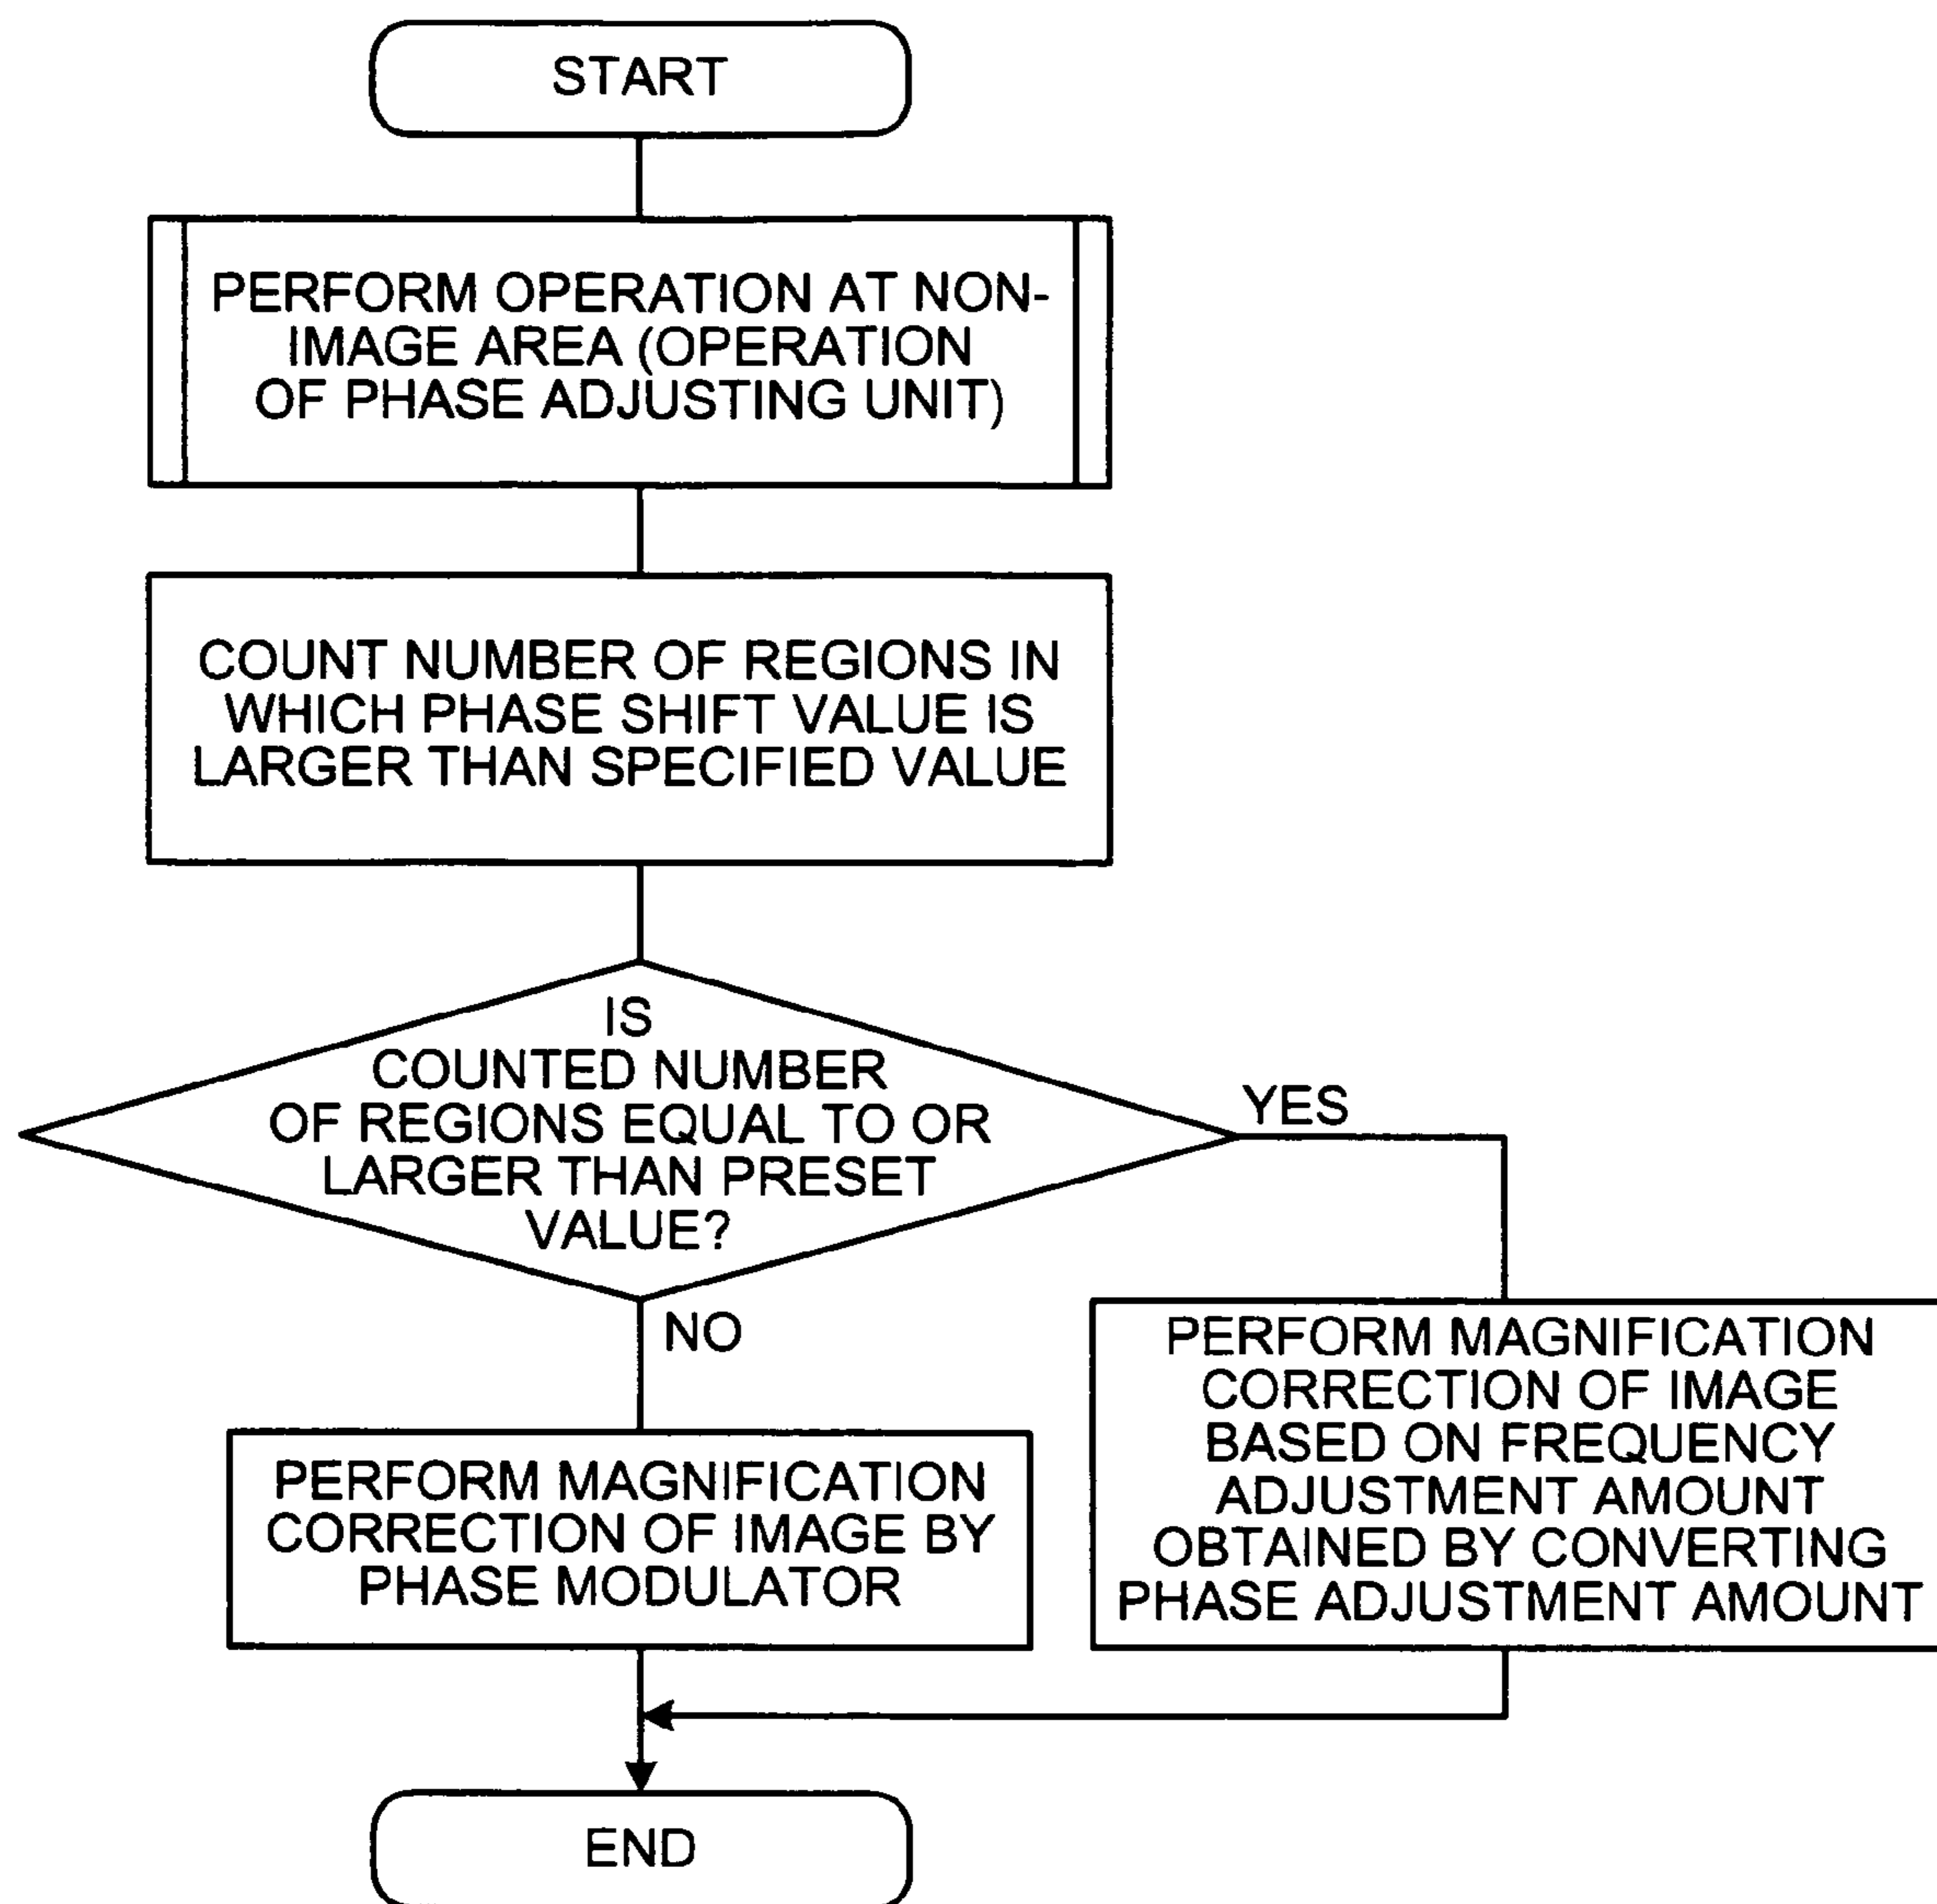 START
PERFORM OPERATION AT NON-
IMAGE AREA (OPERATION
OF PHASE ADJUSTING UNIT)
COUNT NUMBER OF REGIONS IN
WHICH PHASE SHIFT VALUE IS
LARGER THAN SPECIFIED VALUE
IS
COUNTED NUMBER
OF REGIONS EQUAL TO OR
LARGER THAN PRESET
VALUE?
YES
NO
PERFORM MAGNIFICATION
CORRECTION OF IMAGE BY
PHASE MODULATOR
PERFORM MAGNIFICATION
CORRECTION OF IMAGE
BASED ON FREQUENCY
ADJUSTMENT AMOUNT
OBTAINED BY CONVERTING
PHASE ADJUSTMENT AMOUNT
END